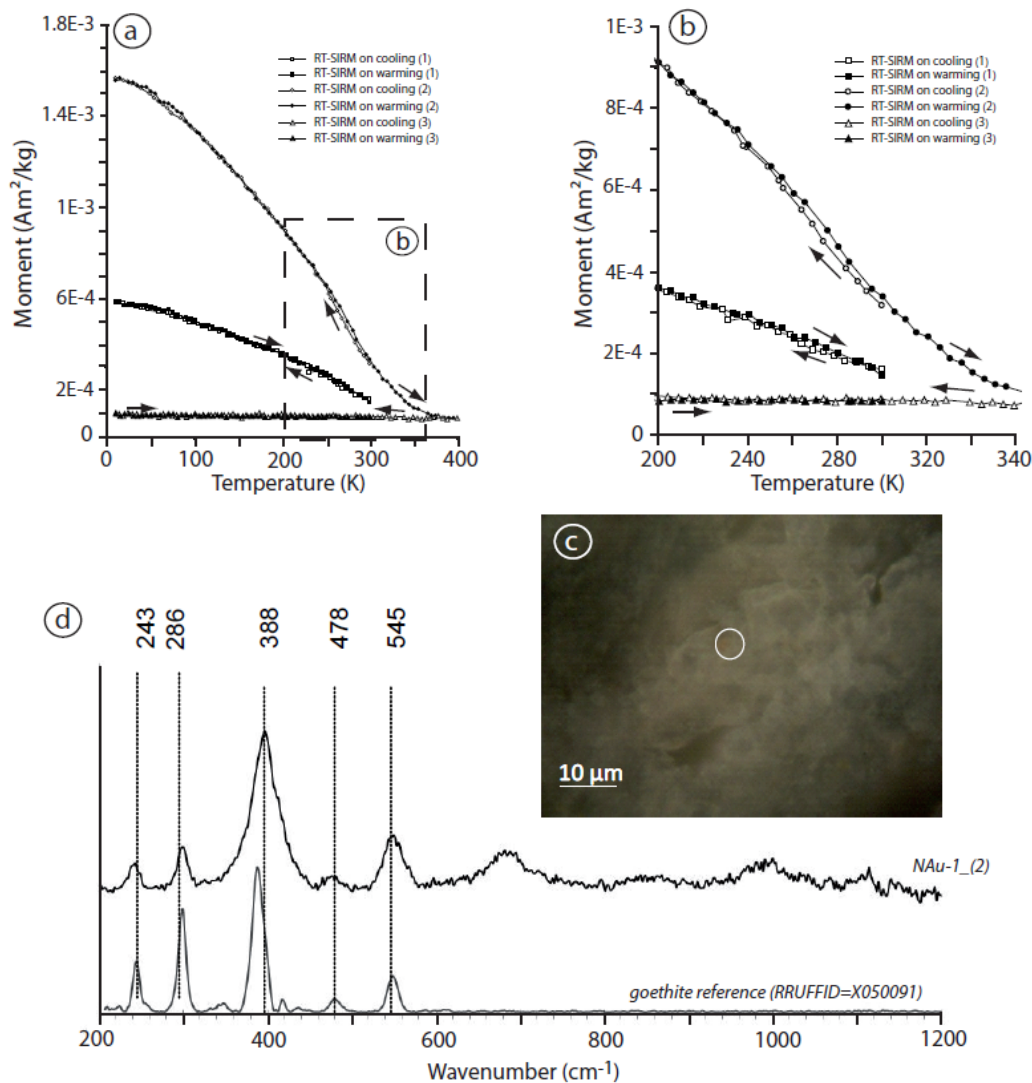 a
1.8E-3
1.4E-3
1E-3
6E-4
2E-4
0
Moment (Am2/kg)
RT-SIRM on cooling (1)
RT-SIRM on warming (1)
RT-SIRM on cooling (2)
RT-SIRM on warming (2)
RT-SIRM on cooling (3)
RT-SIRM on warming (3)
b
0 100 200 300 400
Temperature (K)
b
1E-3
8E-4
6E-4
4E-4
2E-4
0
Moment (Am2/kg)
RT-SIRM on cooling (1)
RT-SIRM on warming (1)
RT-SIRM on cooling (2)
RT-SIRM on warming (2)
RT-SIRM on cooling (3)
RT-SIRM on warming (3)
200 240 280 320 340
Temperature (K)
c
10 µm
d
243
286
388
478
545
NAu-1_(2)
goethite reference (RRUFFID=X050091)
200 400 600 800 1000 1200
Wavenumber (cm-1)